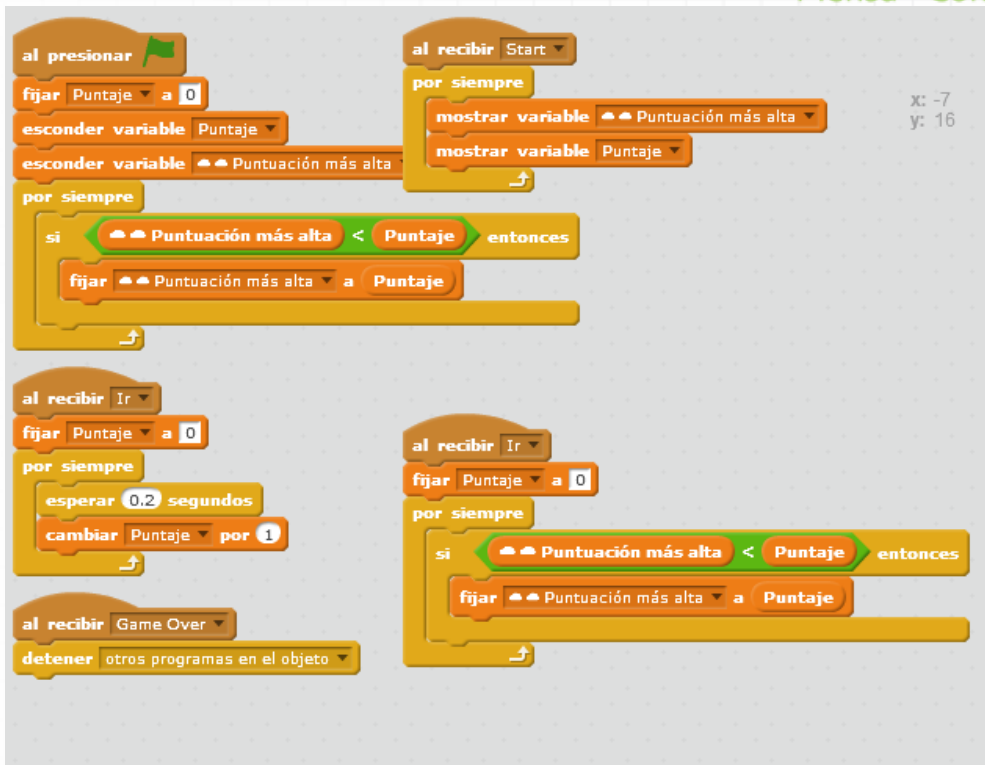 al presionar
fijar Puntaje a 0
esconder variable Puntaje
esconder variable Puntuación más alta
por siempre
si Puntuación más alta < Puntaje entonces
fijar Puntuación más alta a Puntaje
al recibir Start
por siempre
mostrar variable Puntuación más alta
mostrar variable Puntaje
x: -7
y: 16
al recibir Ir
fijar Puntaje a 0
por siempre
esperar 0.2 segundos
cambiar Puntaje por 1
al recibir Game Over
detener otros programas en el objeto
al recibir Ir
fijar Puntaje a 0
por siempre
si Puntuación más alta < Puntaje entonces
fijar Puntuación más alta a Puntaje